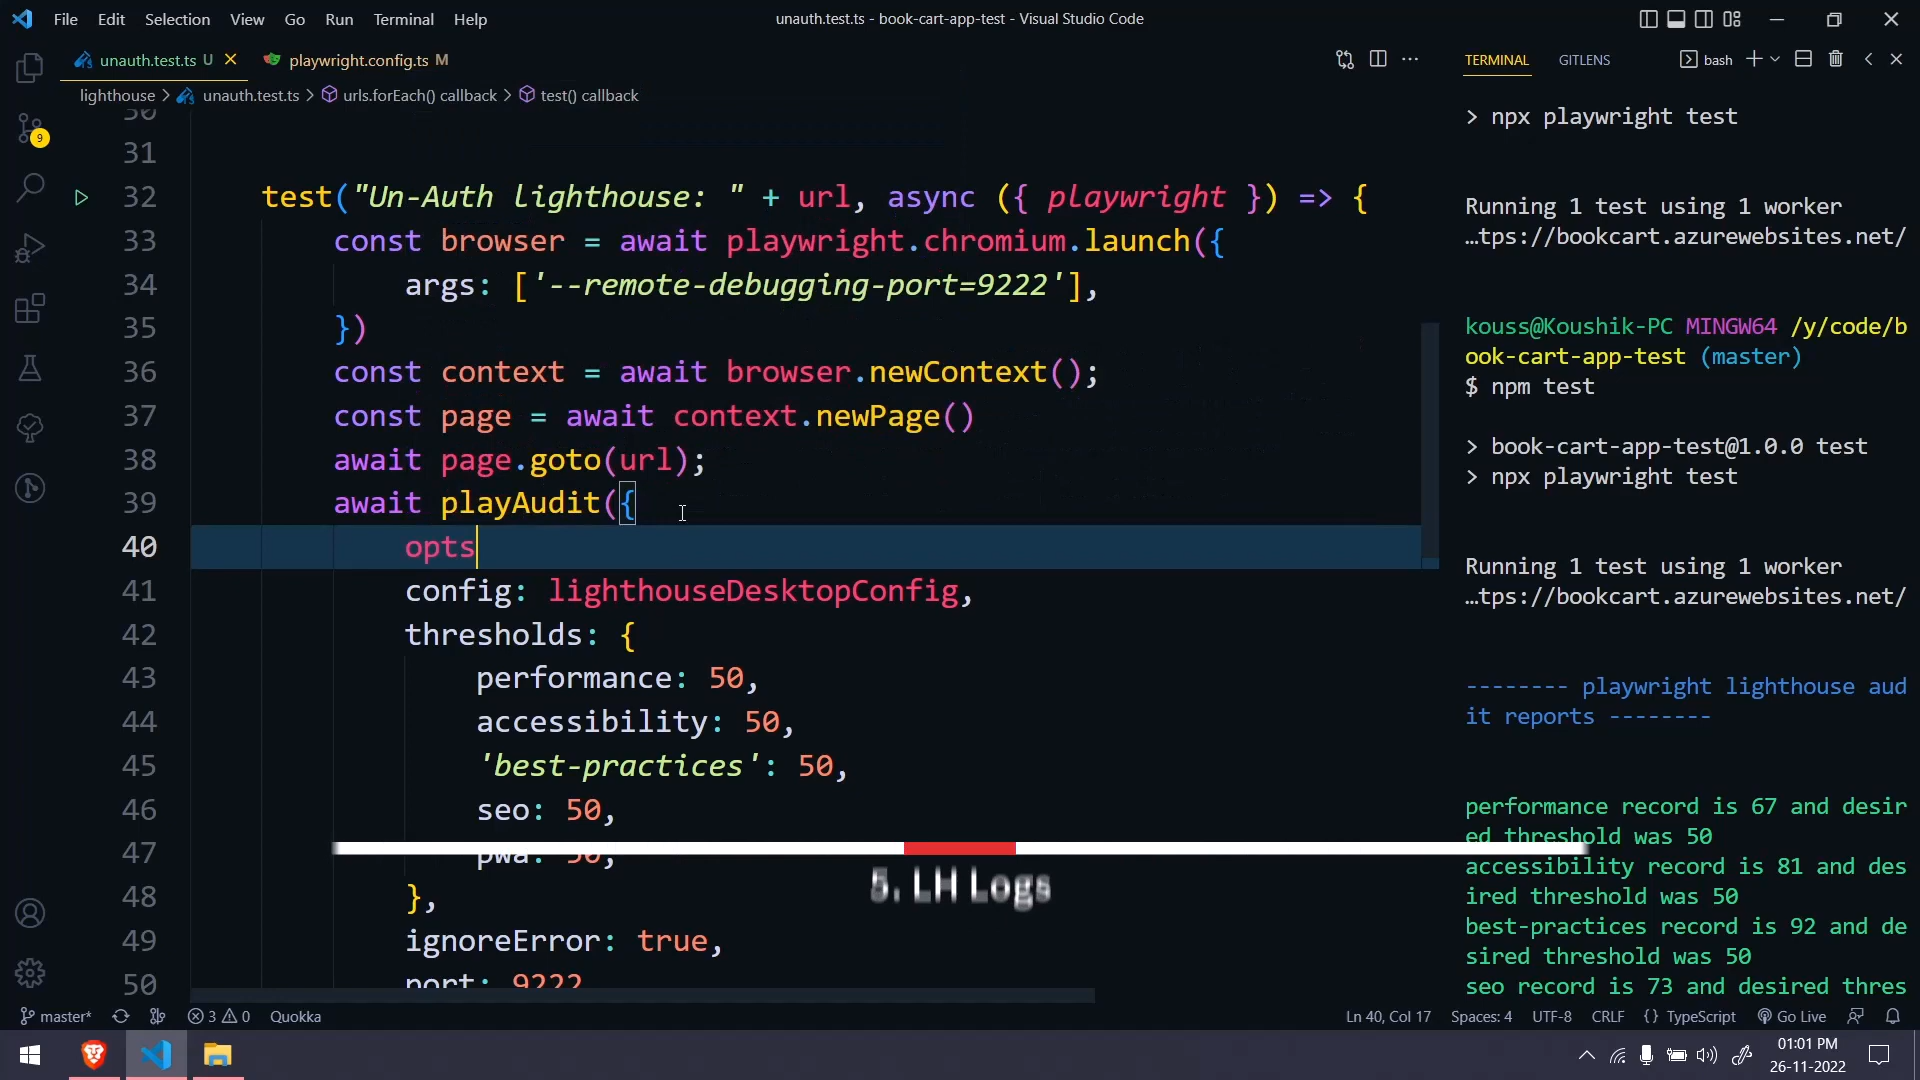 File Edit Selection View Go Run Terminal Help
unauth.test.ts - book-cart-app-test - Visual Studio Code
unauth.test.ts U
playwright.config.ts M
lighthouse > unauth.test.ts > urls.forEach() callback > test() callback
30
31
32 test("Un-Auth lighthouse: " + url, async ({ playwright }) => {
33 const browser = await playwright.chromium.launch({
34 args: ['--remote-debugging-port=9222'],
35 })
36 const context = await browser.newContext();
37 const page = await context.newPage()
38 await page.goto(url);
39 await playAudit({
40 opts
41 config: lighthouseDesktopConfig,
42 thresholds: {
43 performance: 50,
44 accessibility: 50,
45 'best-practices': 50,
46 seo: 50,
47 pwa: 50,
48 },
49 ignoreError: true,
50 port: 9222
5. LH Logs
TERMINAL GITLENS bash
> npx playwright test
Running 1 test using 1 worker
…tps://bookcart.azurewebsites.net/
kouss@Koushik-PC MINGW64 /y/code/b
ook-cart-app-test (master)
$ npm test
> book-cart-app-test@1.0.0 test
> npx playwright test
Running 1 test using 1 worker
…tps://bookcart.azurewebsites.net/
-------- playwright lighthouse aud
it reports --------
performance record is 67 and desir
ed threshold was 50
accessibility record is 81 and des
ired threshold was 50
best-practices record is 92 and de
sired threshold was 50
seo record is 73 and desired thres
9
master* 3 0 Quokka
Ln 40, Col 17 Spaces: 4 UTF-8 CRLF {} TypeScript Go Live
01:01 PM
26-11-2022